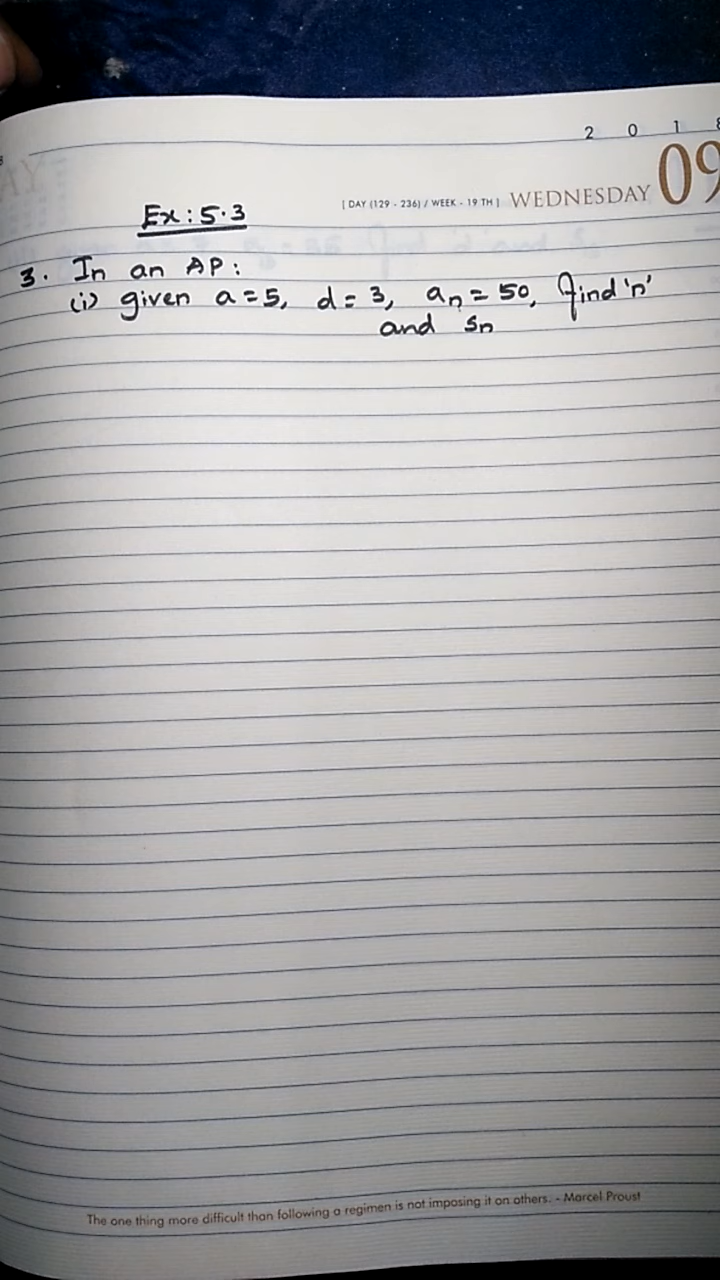 2 0 1 8
[ DAY (129 - 236) / WEEK - 19 TH ] WEDNESDAY 09
Ex: 5.3
3. In an AP:
(i) given a = 5, d = 3, aₙ = 50, find 'n'
and Sₙ
The one thing more difficult than following a regimen is not imposing it on others. - Marcel Proust